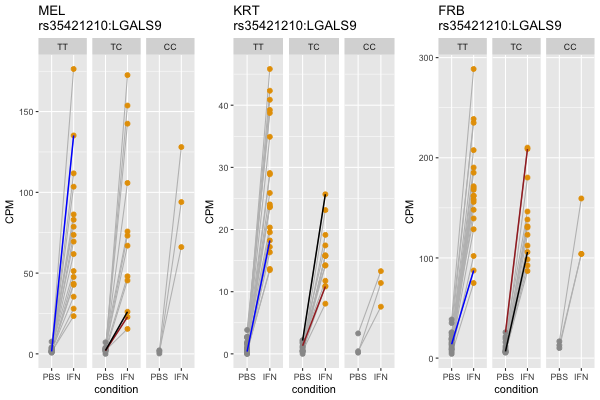 MEL
rs35421210:LGALS9
TT TC CC
CPM
150
100
50
0
PBS IFN PBS IFN PBS IFN
condition
KRT
rs35421210:LGALS9
TT TC CC
CPM
40
30
20
10
0
PBS IFN PBS IFN PBS IFN
condition
FRB
rs35421210:LGALS9
TT TC CC
CPM
300
200
100
0
PBS IFN PBS IFN PBS IFN
condition